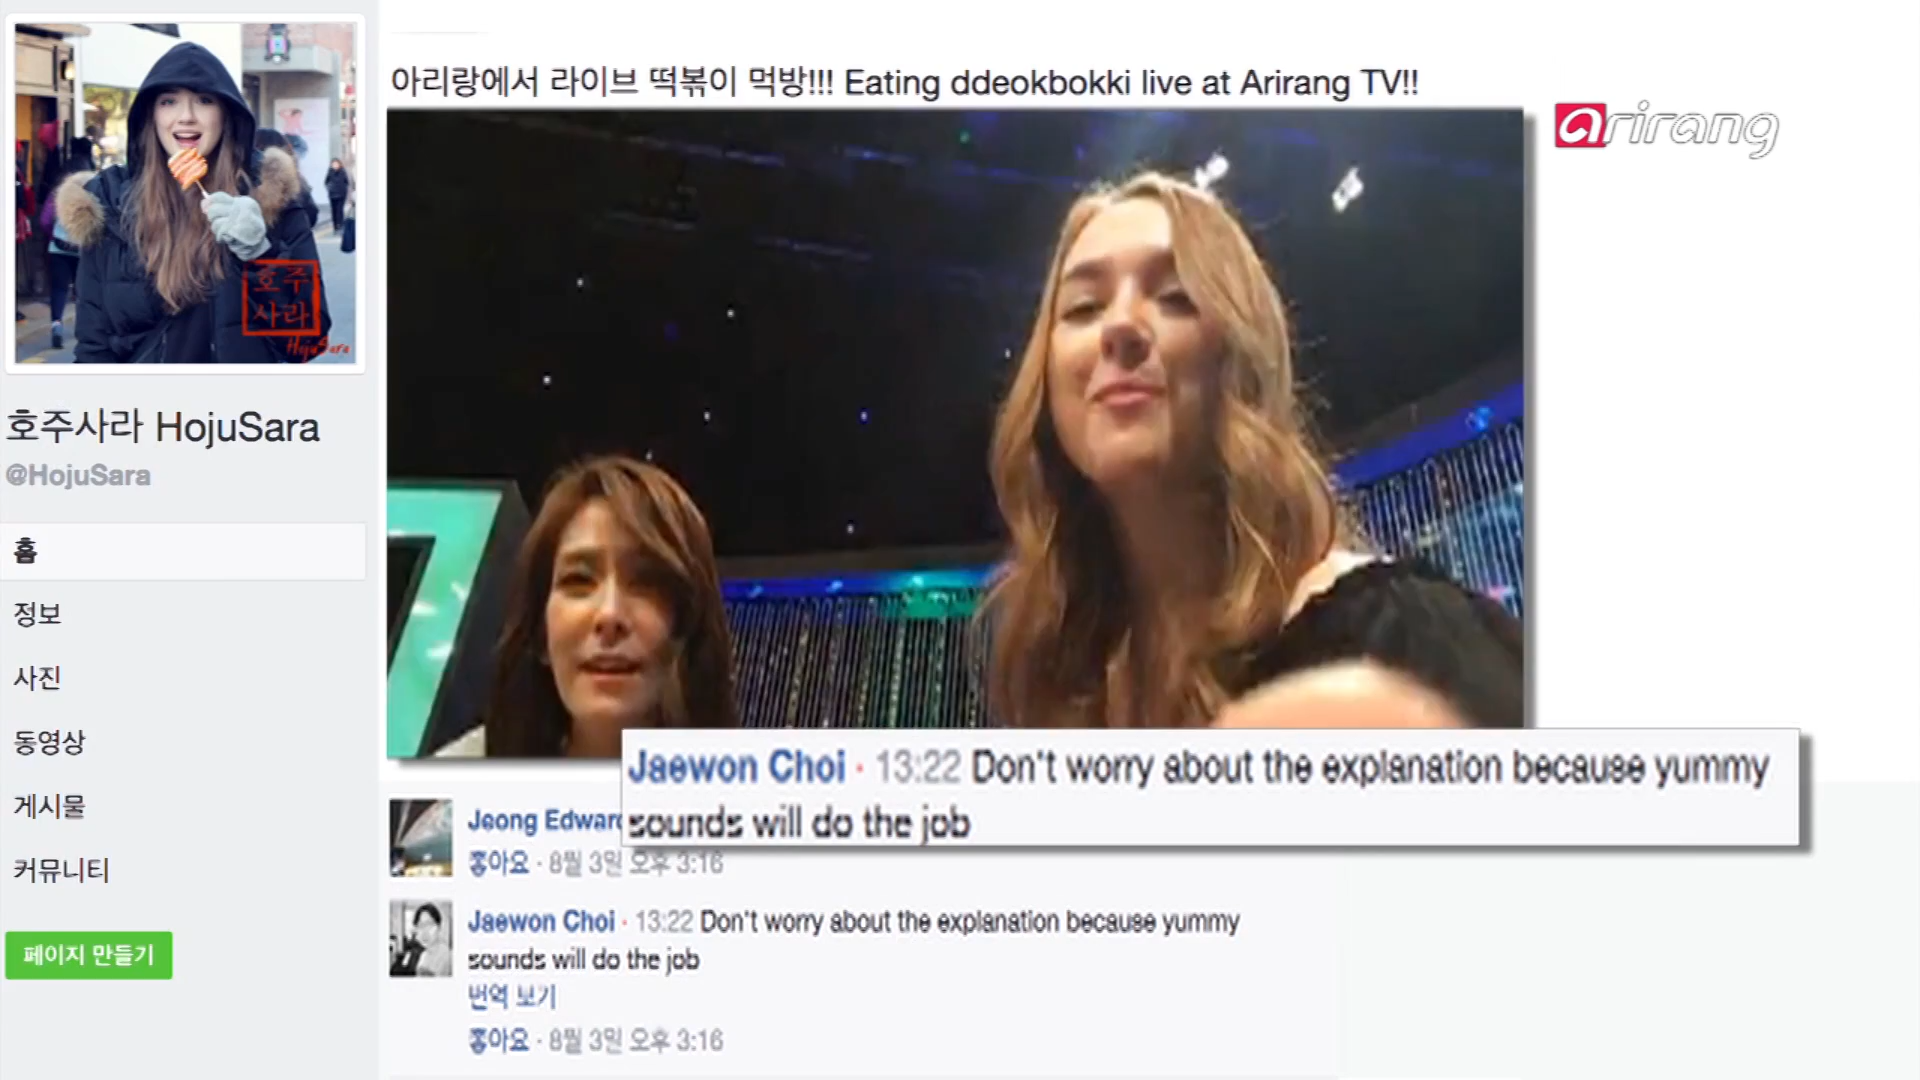 아리랑에서 라이브 떡볶이 먹방!!! Eating ddeokbokki live at Arirang TV!!
arirang
호주
사라
HojuSara
호주사라 HojuSara
@HojuSara
홈
정보
사진
동영상
게시물
커뮤니티
페이지 만들기
Jaewon Choi · 13:22 Don't worry about the explanation because yummy
sounds will do the job
Jeong Edward
좋아요 · 8월 3일 오후 3:16
Jaewon Choi · 13:22 Don't worry about the explanation because yummy
sounds will do the job
번역 보기
좋아요 · 8월 3일 오후 3:16